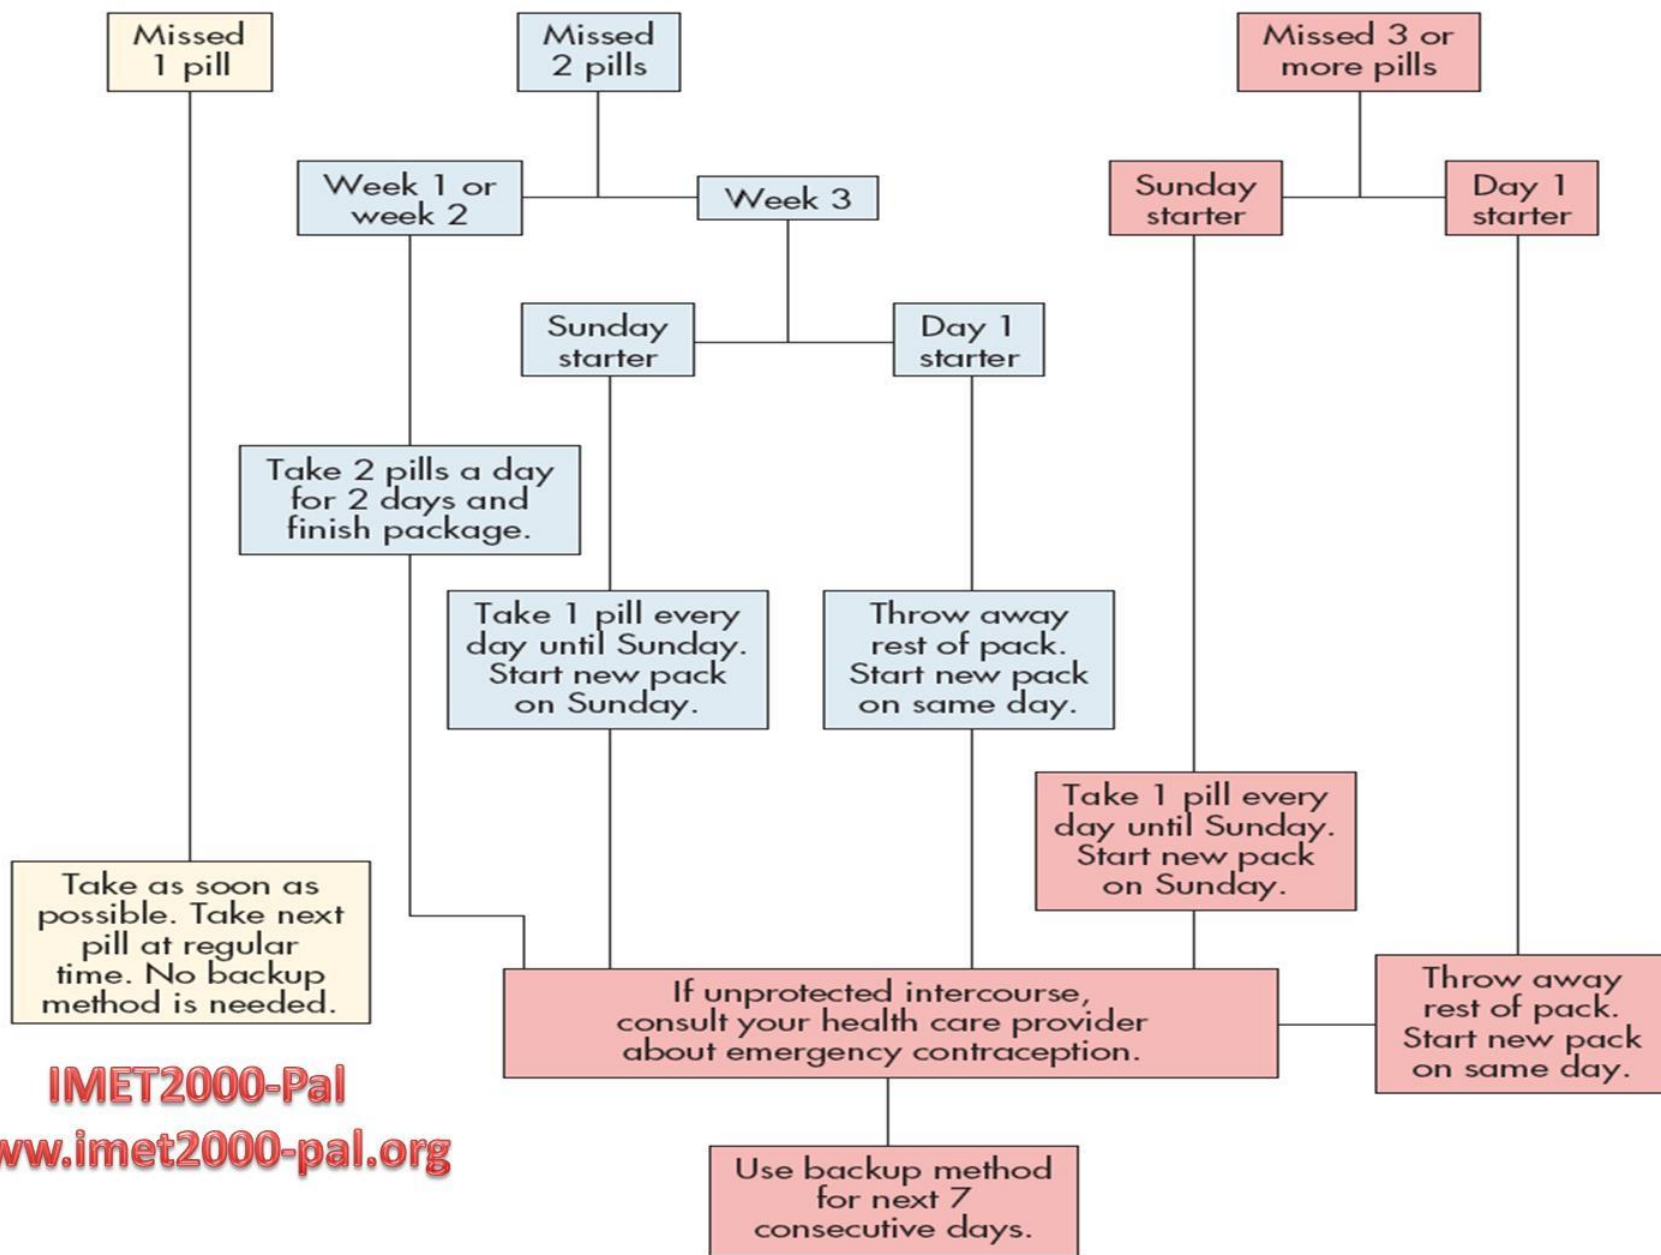 Missed
1 pill
Missed
2 pills
Missed 3 or
more pills
Week 1 or
week 2
Week 3
Sunday
starter
Day 1
starter
Sunday
starter
Day 1
starter
Take 2 pills a day
for 2 days and
finish package.
Take 1 pill every
day until Sunday.
Start new pack
on Sunday.
Throw away
rest of pack.
Start new pack
on same day.
Take 1 pill every
day until Sunday.
Start new pack
on Sunday.
Take as soon as
possible. Take next
pill at regular
time. No backup
method is needed.
If unprotected intercourse,
consult your health care provider
about emergency contraception.
Throw away
rest of pack.
Start new pack
on same day.
Use backup method
for next 7
consecutive days.
IMET2000-Pal
ww.imet2000-pal.org